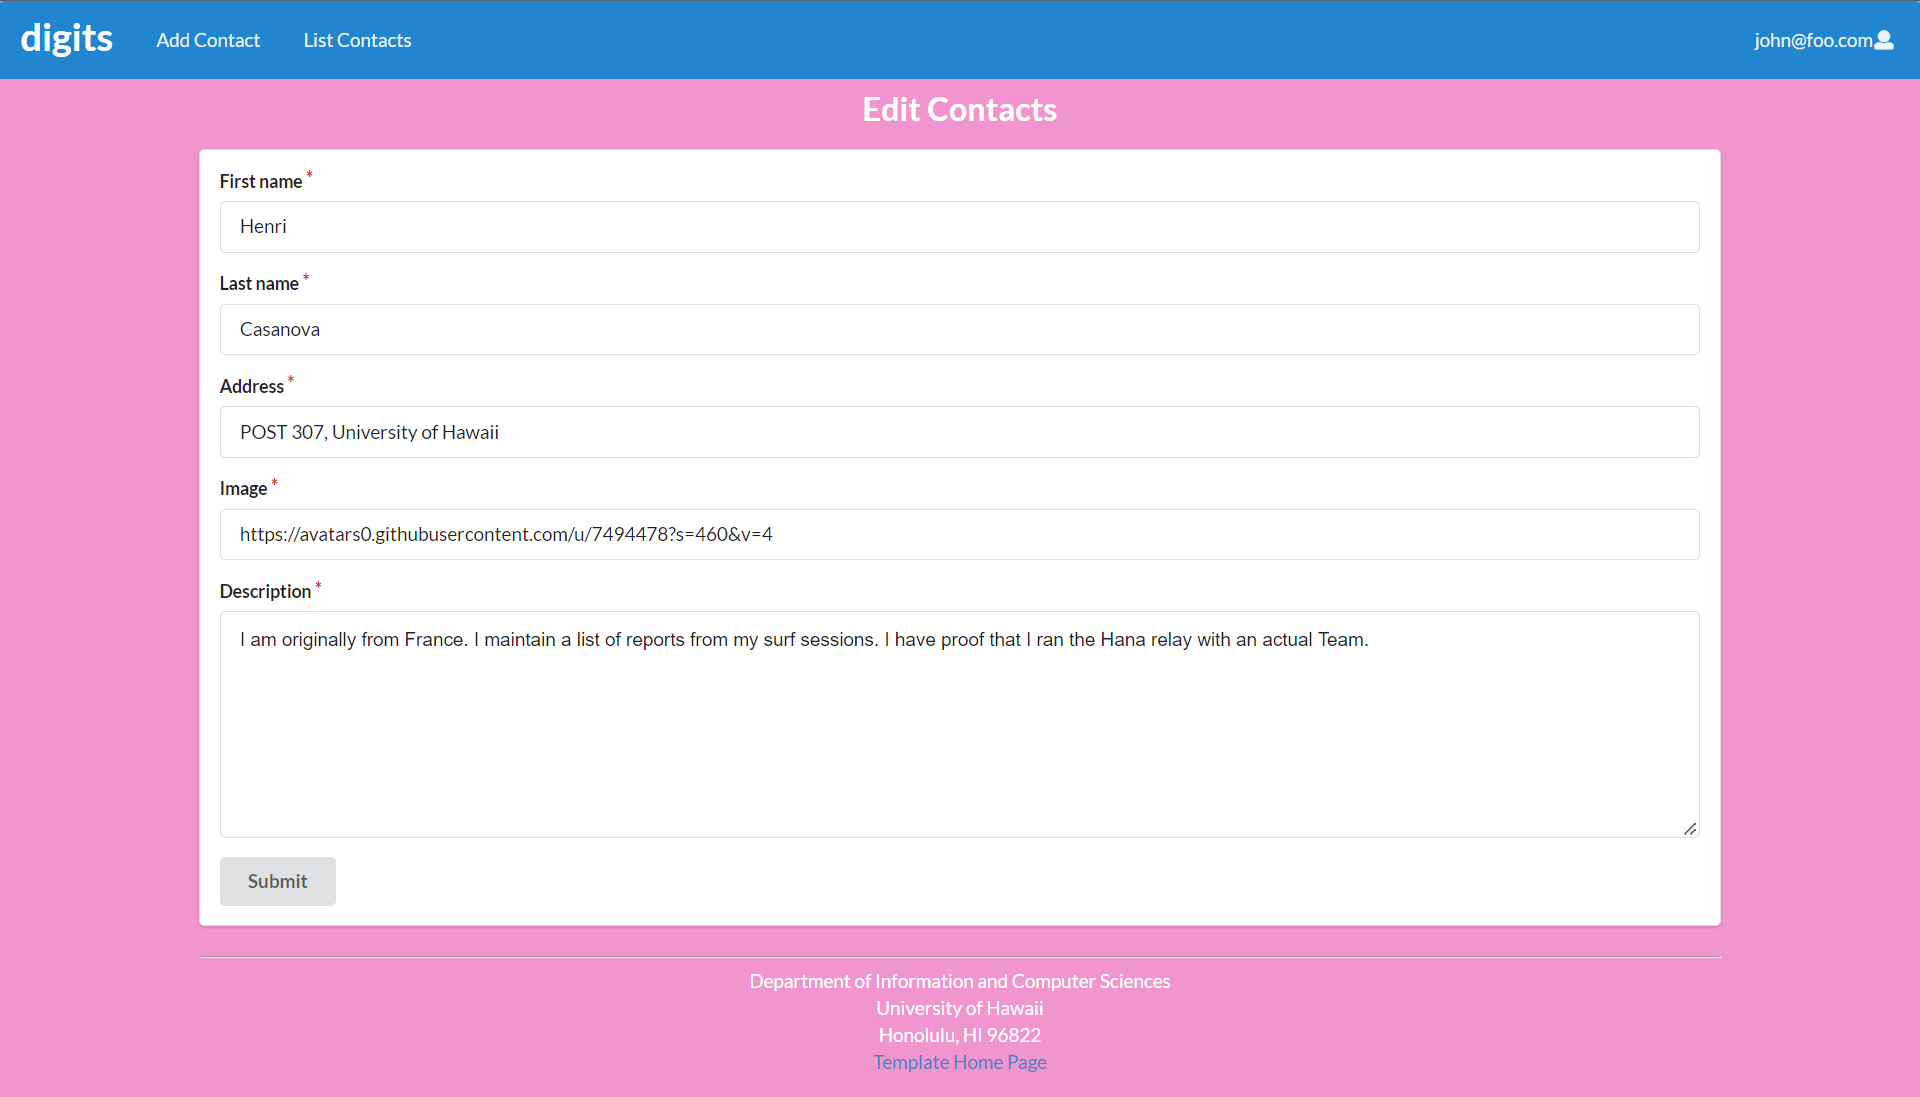 digits
Add Contact
List Contacts
john@foo.com
Edit Contacts
First name *
Henri
Last name *
Casanova
Address *
POST 307, University of Hawaii
Image *
https://avatars0.githubusercontent.com/u/7494478?s=460&v=4
Description *
I am originally from France. I maintain a list of reports from my surf sessions. I have proof that I ran the Hana relay with an actual Team.
Submit
Department of Information and Computer Sciences
University of Hawaii
Honolulu, HI 96822
Template Home Page